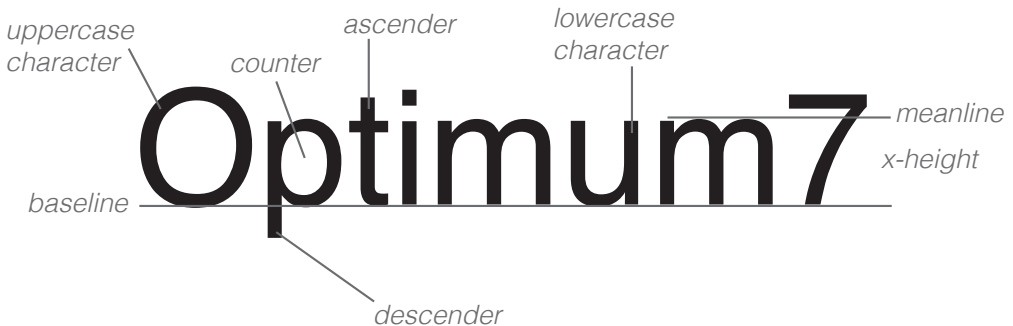 uppercase
character
counter
ascender
lowercase
character
Optimum7
meanline
x-height
baseline
descender